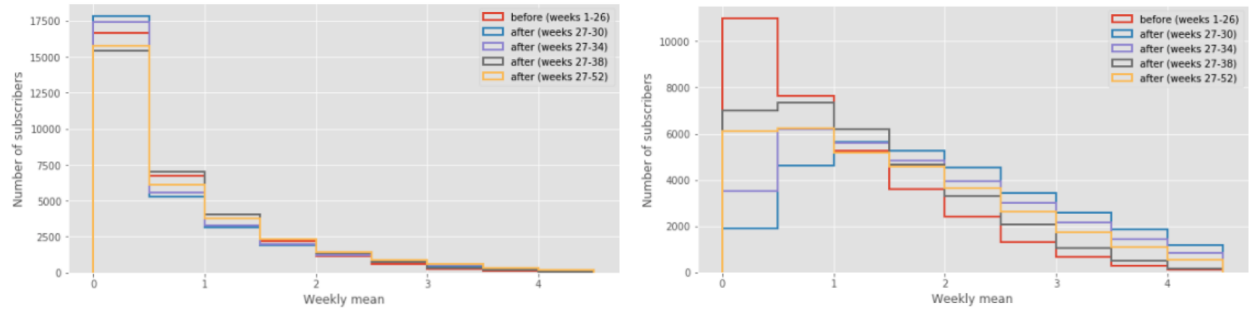 before (weeks 1-26)
after (weeks 27-30)
after (weeks 27-34)
after (weeks 27-38)
after (weeks 27-52)
17500
15000
12500
10000
7500
5000
2500
0
Number of subscribers
0 1 2 3 4
Weekly mean
before (weeks 1-26)
after (weeks 27-30)
after (weeks 27-34)
after (weeks 27-38)
after (weeks 27-52)
10000
8000
6000
4000
2000
0
Number of subscribers
0 1 2 3 4
Weekly mean